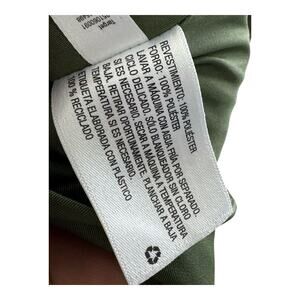 REVESTIMIENTO: 100% POLIÉSTER
FORRO: 100% POLIÉSTER
LAVAR A MÁQUINA CON AGUA FRÍA POR SEPARADO.
CICLO DELICADO. SÓLO BLANQUEADOR SIN CLORO
SI ES NECESARIO. SECAR A MÁQUINA A TEMPERATURA
BAJA. RETIRAR OPORTUNAMENTE. PLANCHAR A BAJA
TEMPERATURA SI ES NECESARIO.
ETIQUETA ELABORADA CON PLÁSTICO
100 % RECICLADO
Target